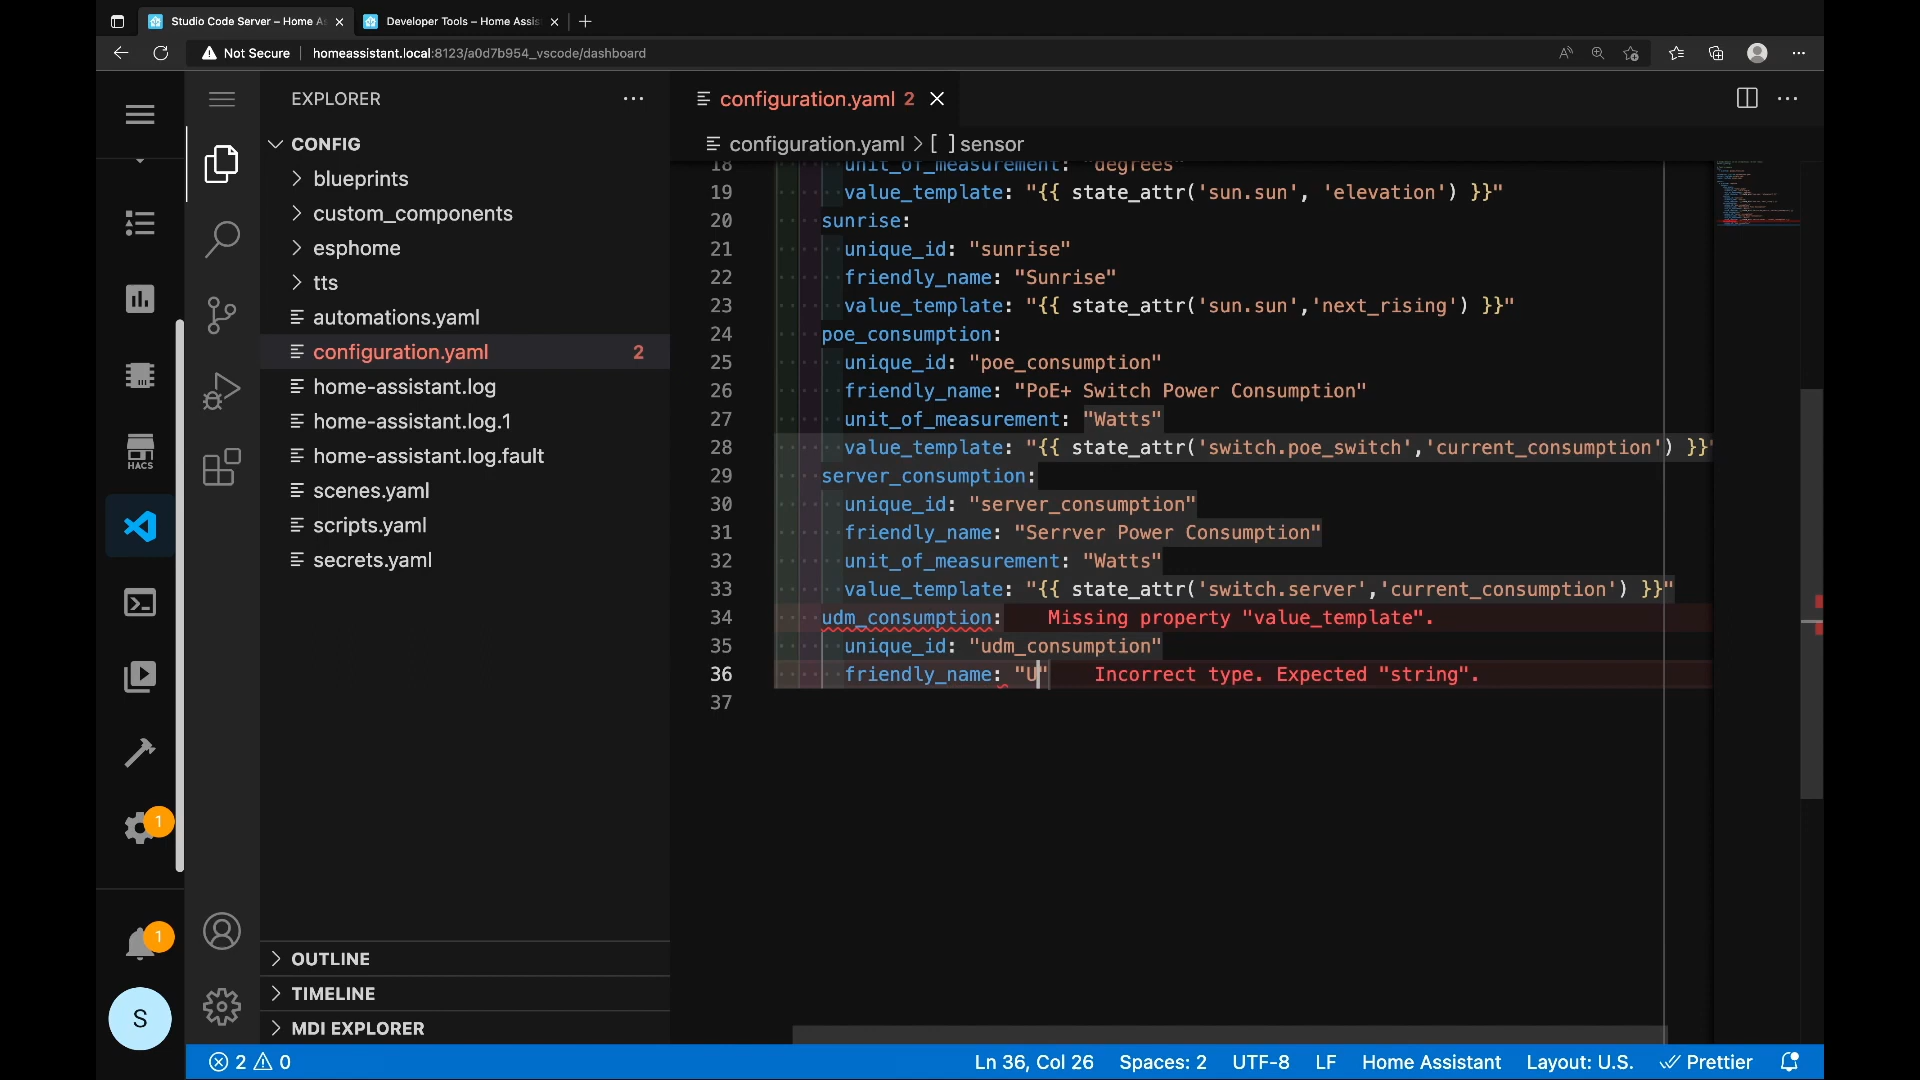 Studio Code Server – Home A
Developer Tools – Home Assis
Not Secure
homeassistant.local:8123/a0d7b954_vscode/dashboard
EXPLORER
configuration.yaml 2
CONFIG
configuration.yaml > [ ] sensor
blueprints
custom_components
esphome
tts
automations.yaml
configuration.yaml 2
home-assistant.log
home-assistant.log.1
home-assistant.log.fault
scenes.yaml
scripts.yaml
secrets.yaml
HACS
18 unit_of_measurement: "degrees"
19 value_template: "{{ state_attr('sun.sun', 'elevation') }}"
20 sunrise:
21 unique_id: "sunrise"
22 friendly_name: "Sunrise"
23 value_template: "{{ state_attr('sun.sun','next_rising') }}"
24 poe_consumption:
25 unique_id: "poe_consumption"
26 friendly_name: "PoE+ Switch Power Consumption"
27 unit_of_measurement: "Watts"
28 value_template: "{{ state_attr('switch.poe_switch','current_consumption') }}"
29 server_consumption:
30 unique_id: "server_consumption"
31 friendly_name: "Serrver Power Consumption"
32 unit_of_measurement: "Watts"
33 value_template: "{{ state_attr('switch.server','current_consumption') }}"
34 udm_consumption: Missing property "value_template".
35 unique_id: "udm_consumption"
36 friendly_name: "U" Incorrect type. Expected "string".
37
1
1
S
OUTLINE
TIMELINE
MDI EXPLORER
2 0
Ln 36, Col 26 Spaces: 2 UTF-8 LF Home Assistant Layout: U.S. Prettier